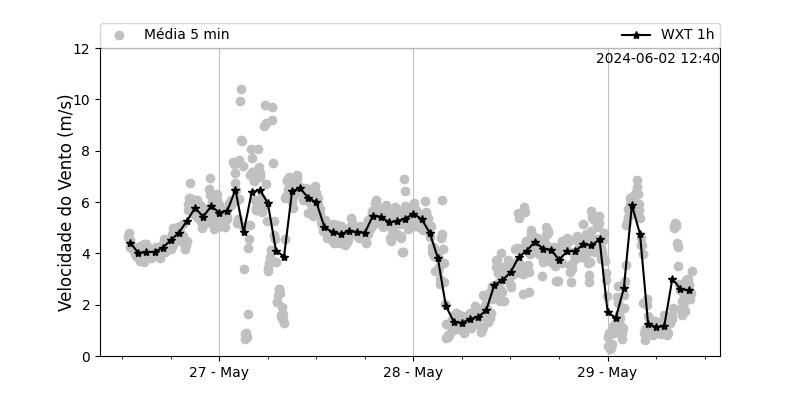 Média 5 min
WXT 1h
2024-06-02 12:40
Velocidade do Vento (m/s)
12
10
8
6
4
2
0
27 - May
28 - May
29 - May